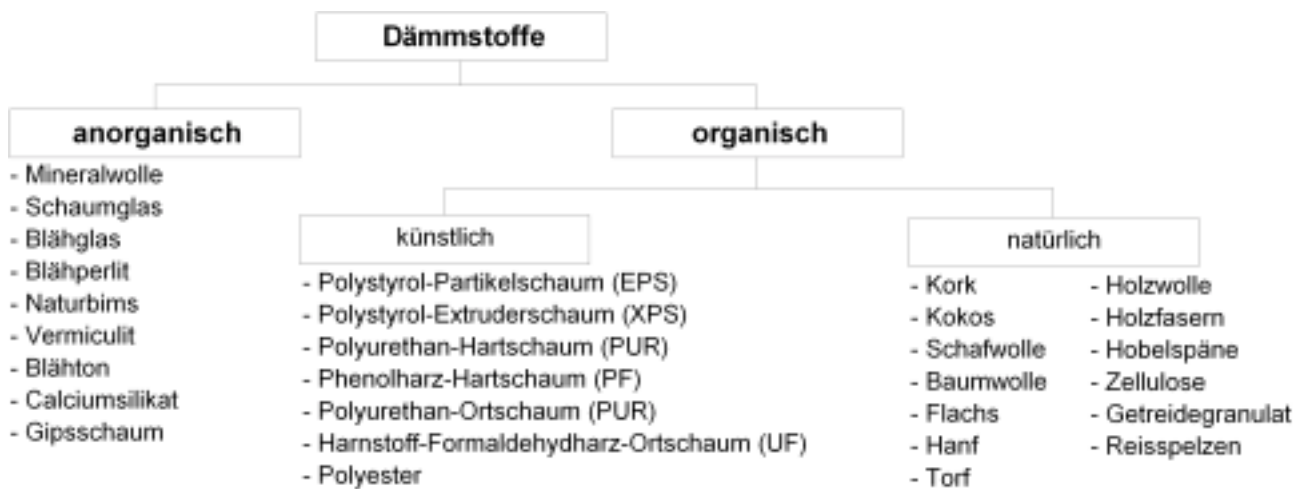 Dämmstoffe
anorganisch
- Mineralwolle
- Schaumglas
- Blähglas
- Blähperlit
- Naturbims
- Vermiculit
- Blähton
- Calciumsilikat
- Gipsschaum
organisch
künstlich
- Polystyrol-Partikelschaum (EPS)
- Polystyrol-Extruderschaum (XPS)
- Polyurethan-Hartschaum (PUR)
- Phenolharz-Hartschaum (PF)
- Polyurethan-Ortschaum (PUR)
- Harnstoff-Formaldehydharz-Ortschaum (UF)
- Polyester
natürlich
- Kork
- Kokos
- Schafwolle
- Baumwolle
- Flachs
- Hanf
- Torf
- Holzwolle
- Holzfasern
- Hobelspäne
- Zellulose
- Getreidegranulat
- Reisspelzen